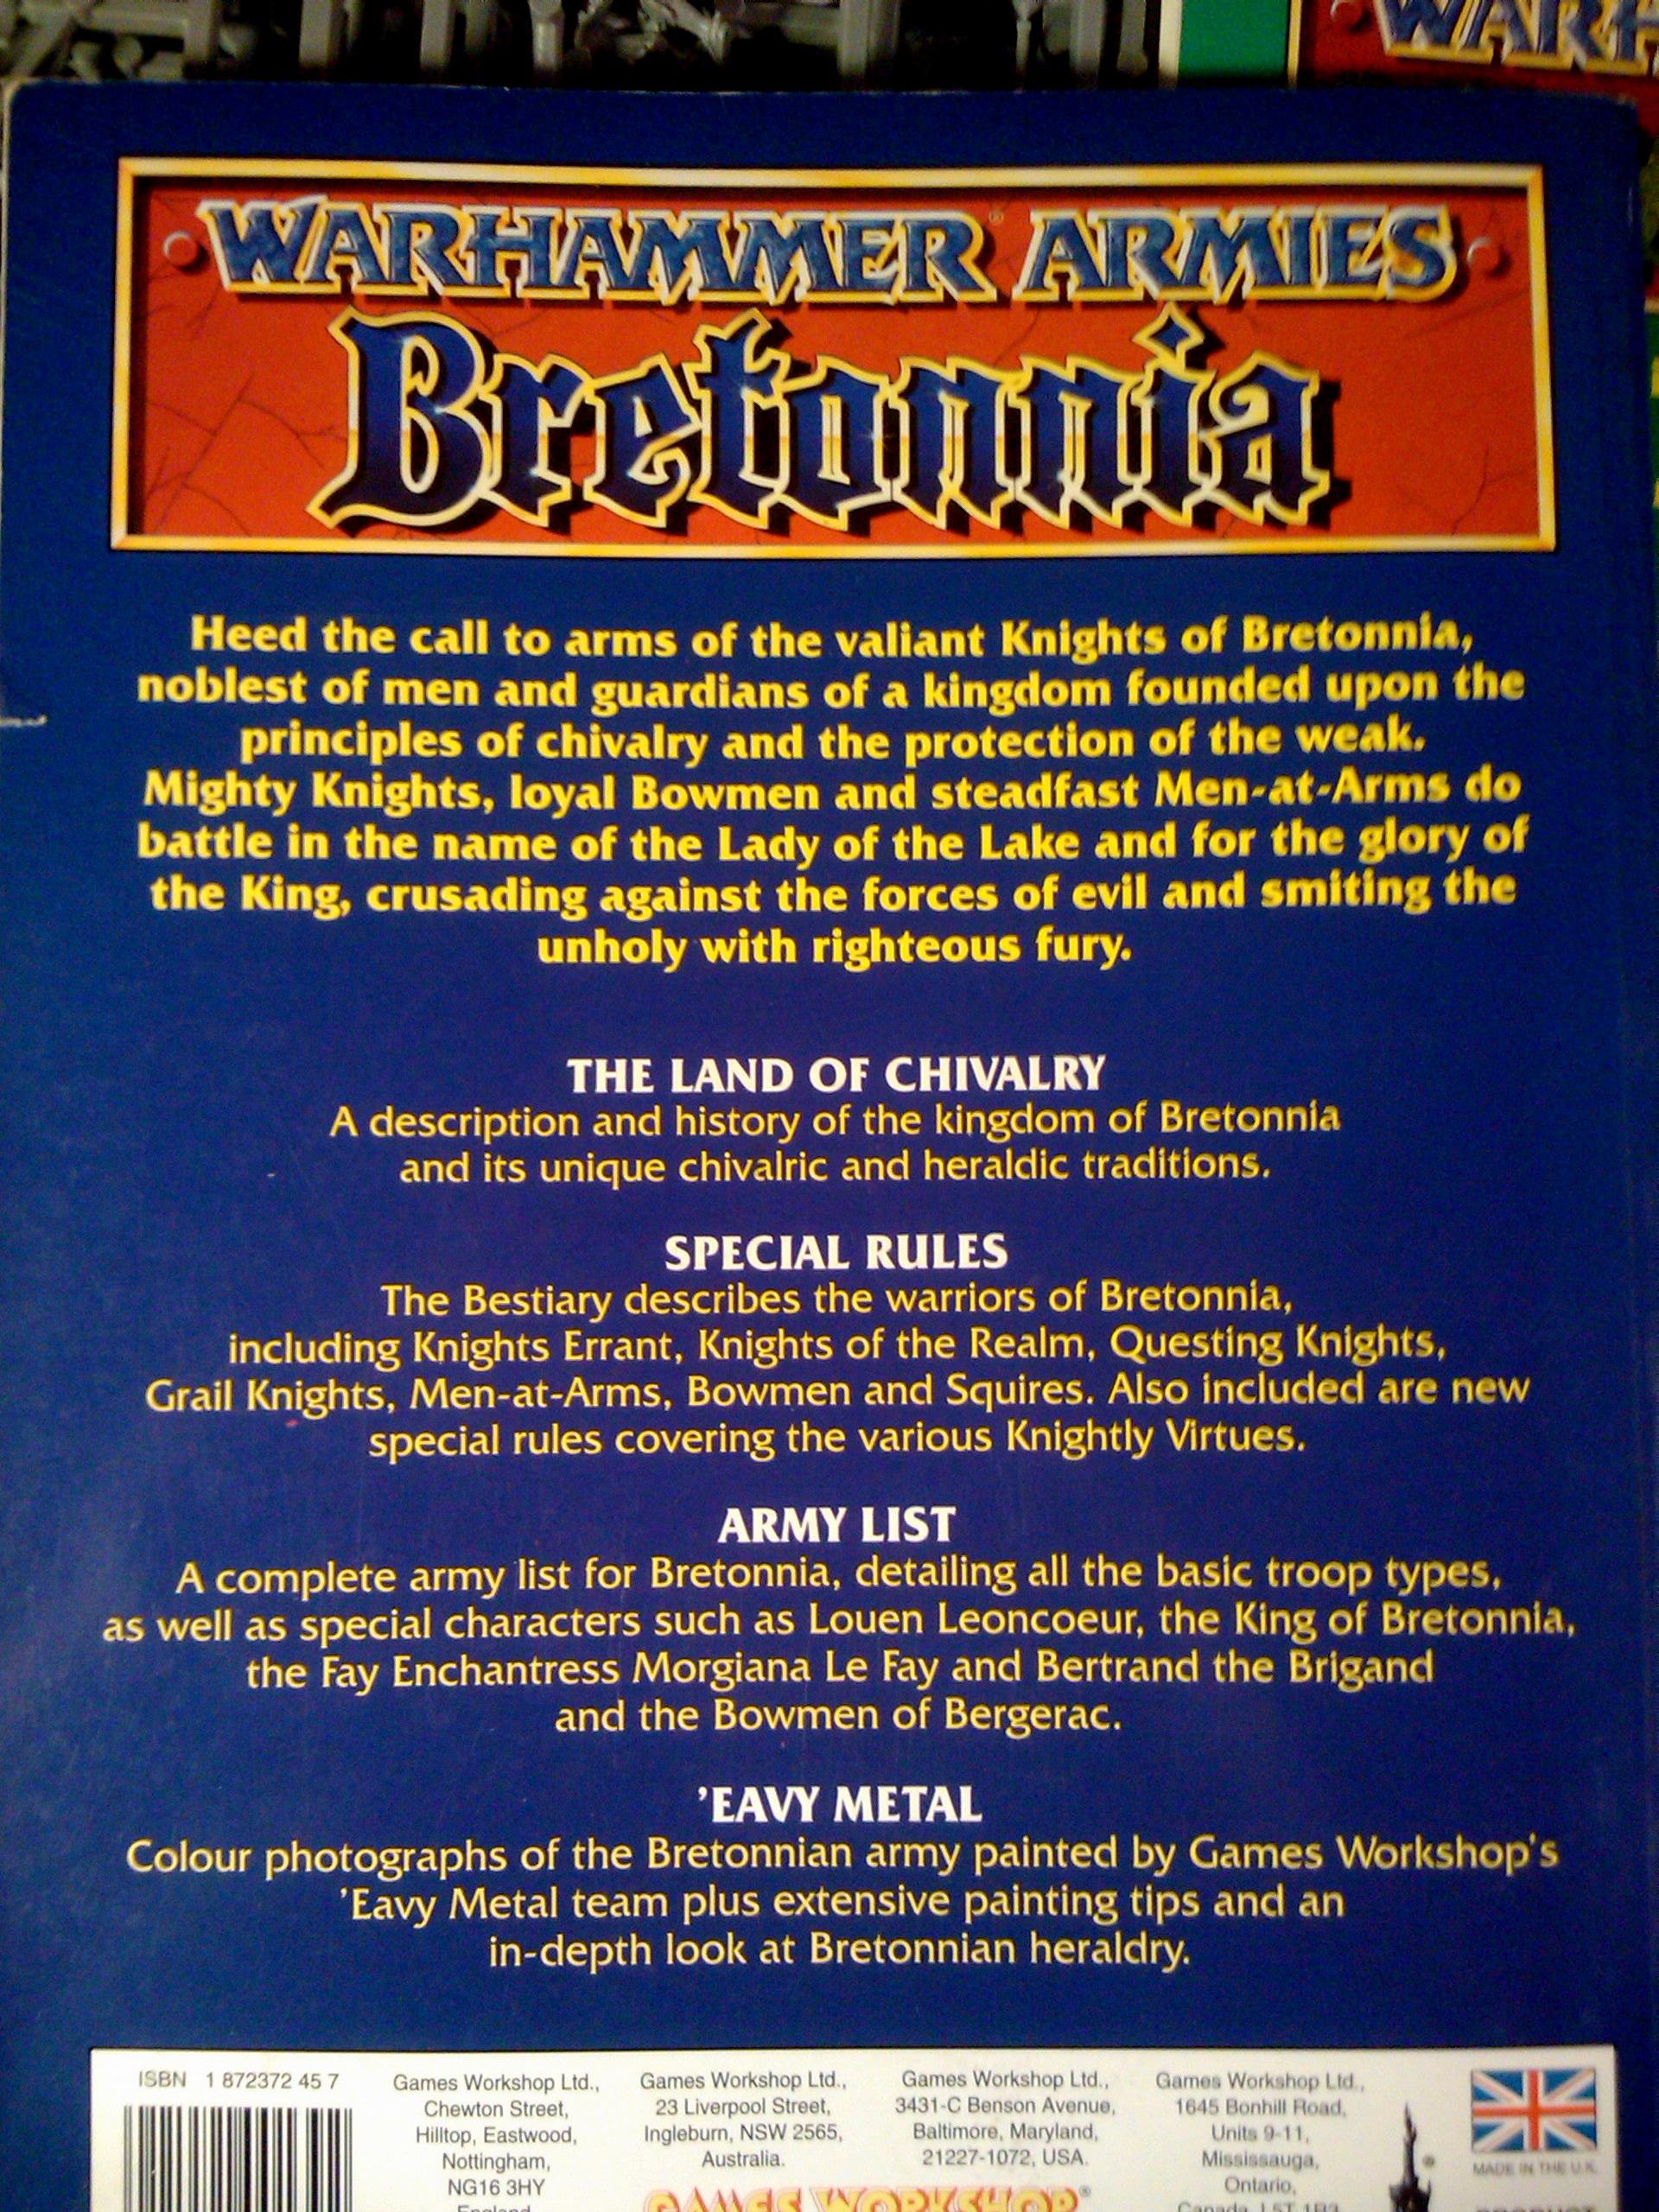 WARH
WARHAMMER® ARMIES
Bretonnia
Heed the call to arms of the valiant Knights of Bretonnia,
noblest of men and guardians of a kingdom founded upon the
principles of chivalry and the protection of the weak.
Mighty Knights, loyal Bowmen and steadfast Men-at-Arms do
battle in the name of the Lady of the Lake and for the glory of
the King, crusading against the forces of evil and smiting the
unholy with righteous fury.
THE LAND OF CHIVALRY
A description and history of the kingdom of Bretonnia
and its unique chivalric and heraldic traditions.
SPECIAL RULES
The Bestiary describes the warriors of Bretonnia,
including Knights Errant, Knights of the Realm, Questing Knights,
Grail Knights, Men-at-Arms, Bowmen and Squires. Also included are new
special rules covering the various Knightly Virtues.
ARMY LIST
A complete army list for Bretonnia, detailing all the basic troop types,
as well as special characters such as Louen Leoncoeur, the King of Bretonnia,
the Fay Enchantress Morgiana Le Fay and Bertrand the Brigand
and the Bowmen of Bergerac.
'EAVY METAL
Colour photographs of the Bretonnian army painted by Games Workshop's
'Eavy Metal team plus extensive painting tips and an
in-depth look at Bretonnian heraldry.
ISBN 1 872372 45 7
Games Workshop Ltd.,
Chewton Street,
Hilltop, Eastwood,
Nottingham,
NG16 3HY
England
Games Workshop Ltd.,
23 Liverpool Street,
Ingleburn, NSW 2565,
Australia.
Games Workshop Ltd.,
3431-C Benson Avenue,
Baltimore, Maryland,
21227-1072, USA.
Games Workshop Ltd.,
1645 Bonhill Road,
Units 9-11,
Mississauga,
Ontario,
Canada L5T 1R3
GAMES WORKSHOP®
MADE IN THE U.K.
PRODUCT